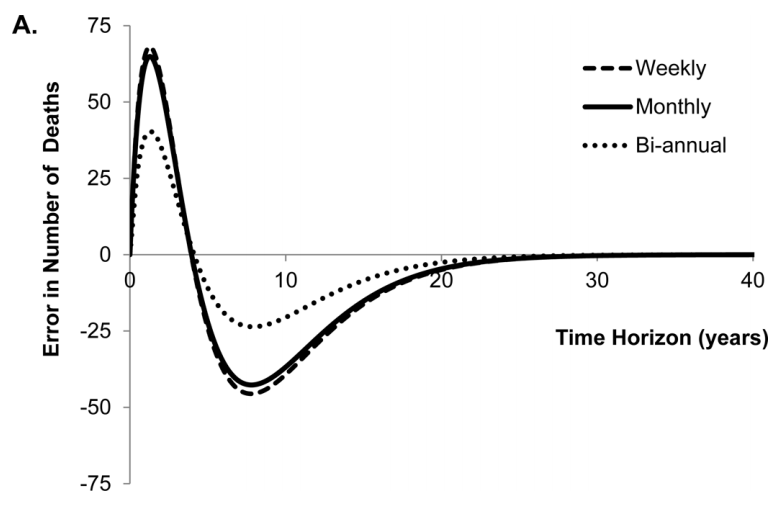 A.
Error in Number of Deaths
75
50
25
0
-25
-50
-75
0
10
20
30
40
Time Horizon (years)
Weekly
Monthly
Bi-annual